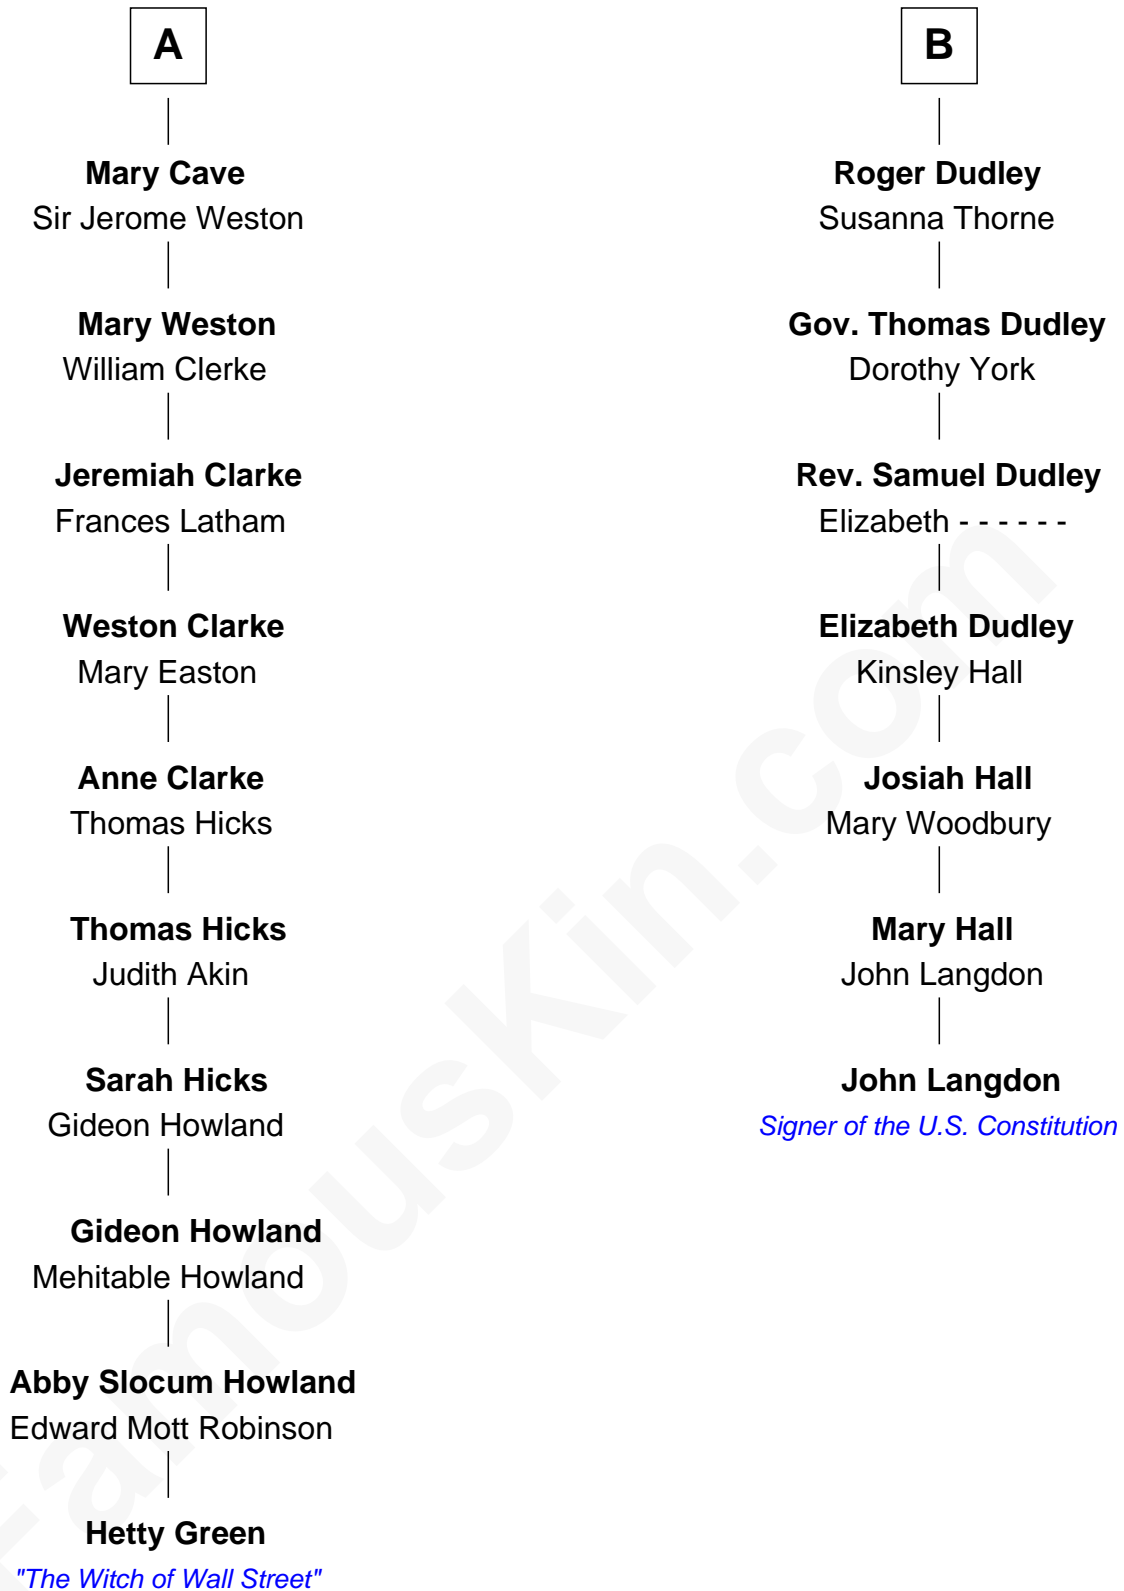 A
Mary Cave
Sir Jerome Weston
Mary Weston
William Clerke
Jeremiah Clarke
Frances Latham
Weston Clarke
Mary Easton
Anne Clarke
Thomas Hicks
Thomas Hicks
Judith Akin
Sarah Hicks
Gideon Howland
Gideon Howland
Mehitable Howland
Abby Slocum Howland
Edward Mott Robinson
Hetty Green
"The Witch of Wall Street"
B
Roger Dudley
Susanna Thorne
Gov. Thomas Dudley
Dorothy York
Rev. Samuel Dudley
Elizabeth - - - - - -
Elizabeth Dudley
Kinsley Hall
Josiah Hall
Mary Woodbury
Mary Hall
John Langdon
John Langdon
Signer of the U.S. Constitution
FamousKin.com